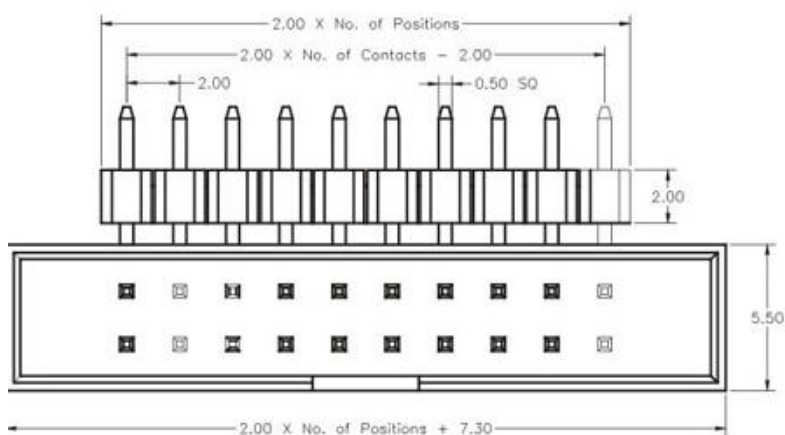 2.00 X No. of Positions
2.00 X No. of Contacts - 2.00
2.00
0.50 SQ
2.00
5.50
2.00 X No. of Positions + 7.30